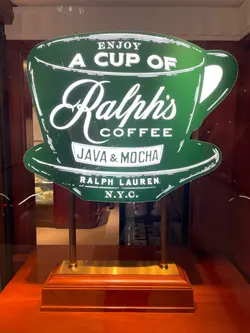 ENJOY
A CUP OF
Ralph's
COFFEE
JAVA & MOCHA
RALPH LAUREN
N.Y.C.